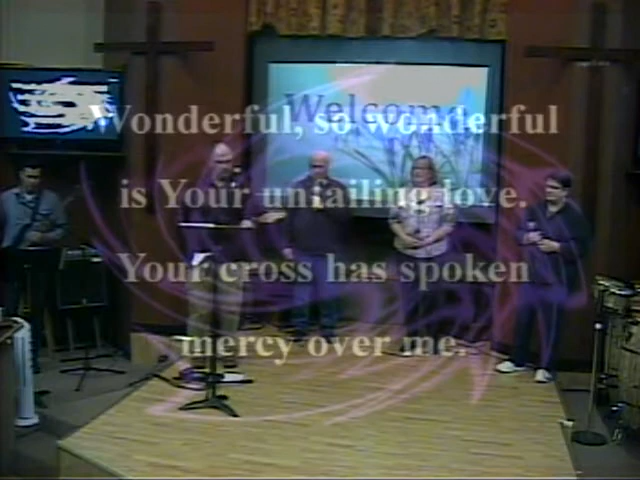 Welcome
Wonderful, so wonderful
is Your unfailing love.
Your cross has spoken
mercy over me.